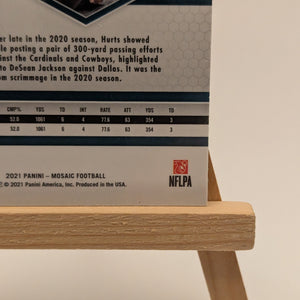 er late in the 2020 season, Hurts showed
le posting a pair of 300-yard passing efforts
inst the Cardinals and Cowboys, highlighted
to DeSean Jackson against Dallas. It was the
om scrimmage in the 2020 season.
CMP% YDS TD INT RATE ATT YDS TD
52.0 1061 6 4 77.6 63 354 3
52.0 1061 6 4 77.6 63 354 3
2021 PANINI - MOSAIC FOOTBALL
© 2021 Panini America, Inc. Produced in the USA.
NFLPA